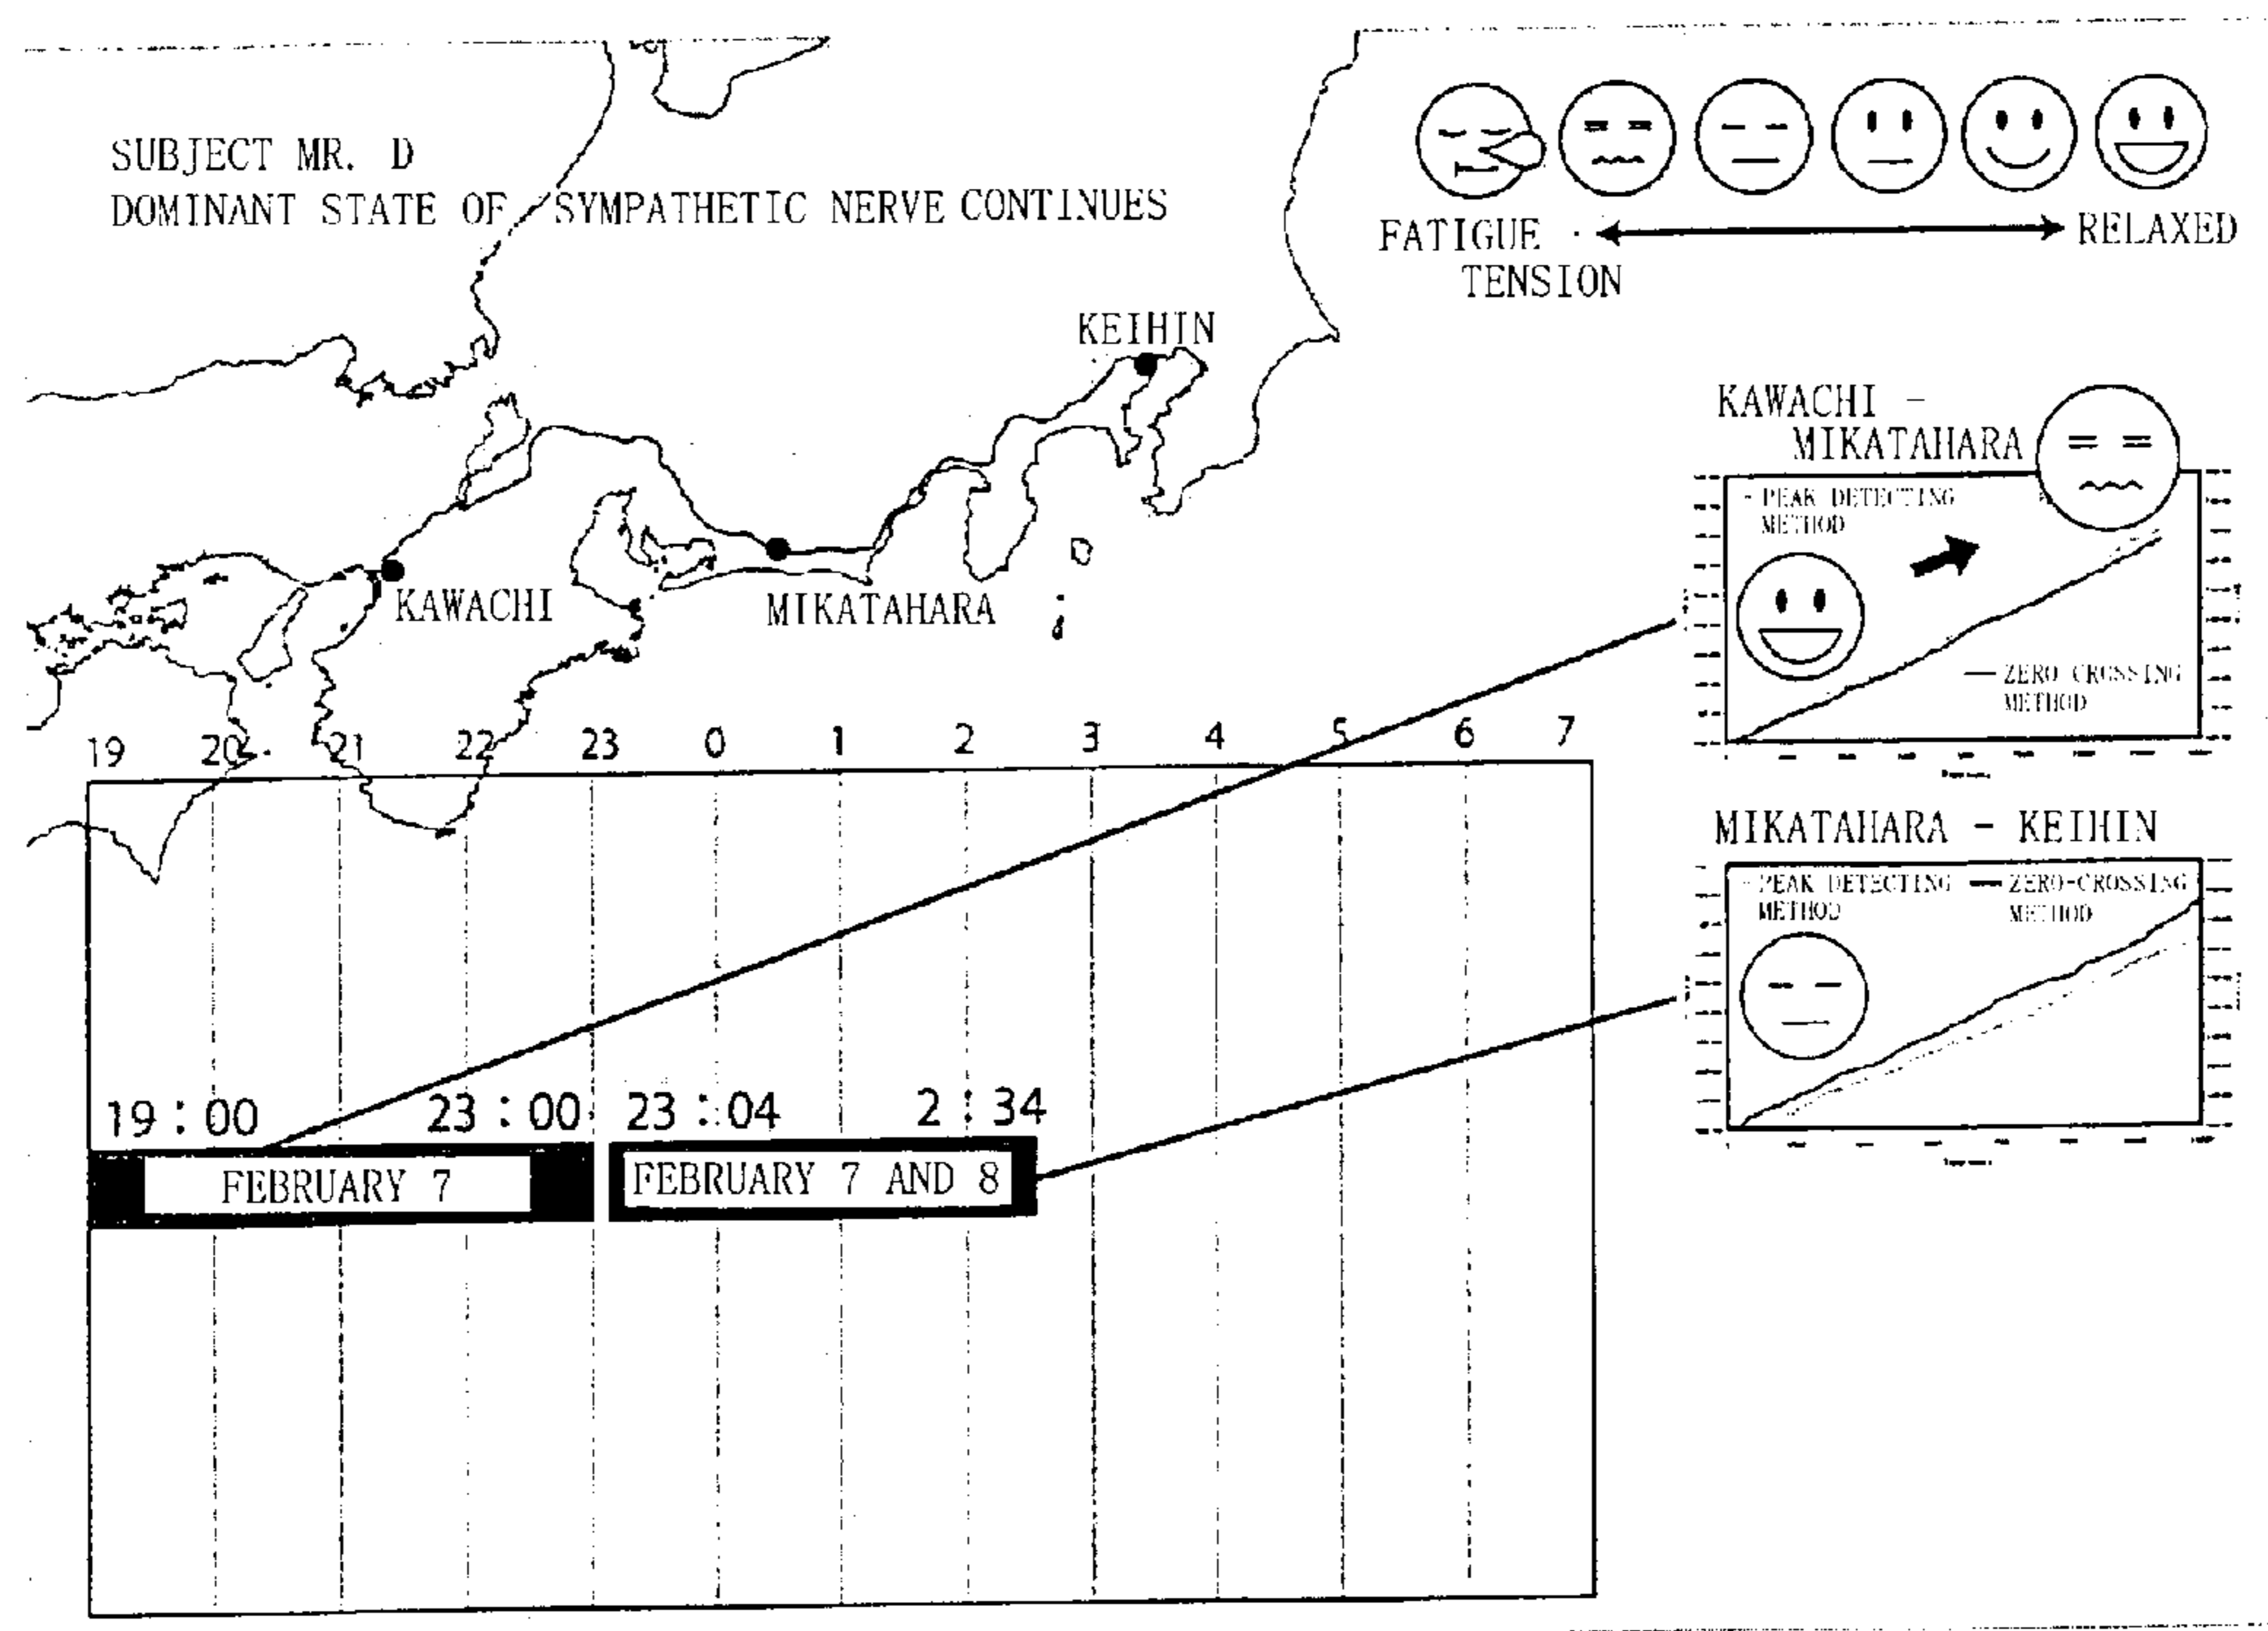 SUBJECT MR. D
DOMINANT STATE OF SYMPATHETIC NERVE CONTINUES
FATIGUE · RELAXED
TENSION
KEIHIN
KAWACHI
MIKATAHARA
KAWACHI -
MIKATAHARA
PEAK DETECTING
METHOD
ZERO CROSSING
METHOD
19 20 21 22 23 0 1 2 3 4 5 6 7
MIKATAHARA - KEIHIN
PEAK DETECTING
METHOD
ZERO-CROSSING
METHOD
19:00 23:00 23:04 2:34
FEBRUARY 7
FEBRUARY 7 AND 8